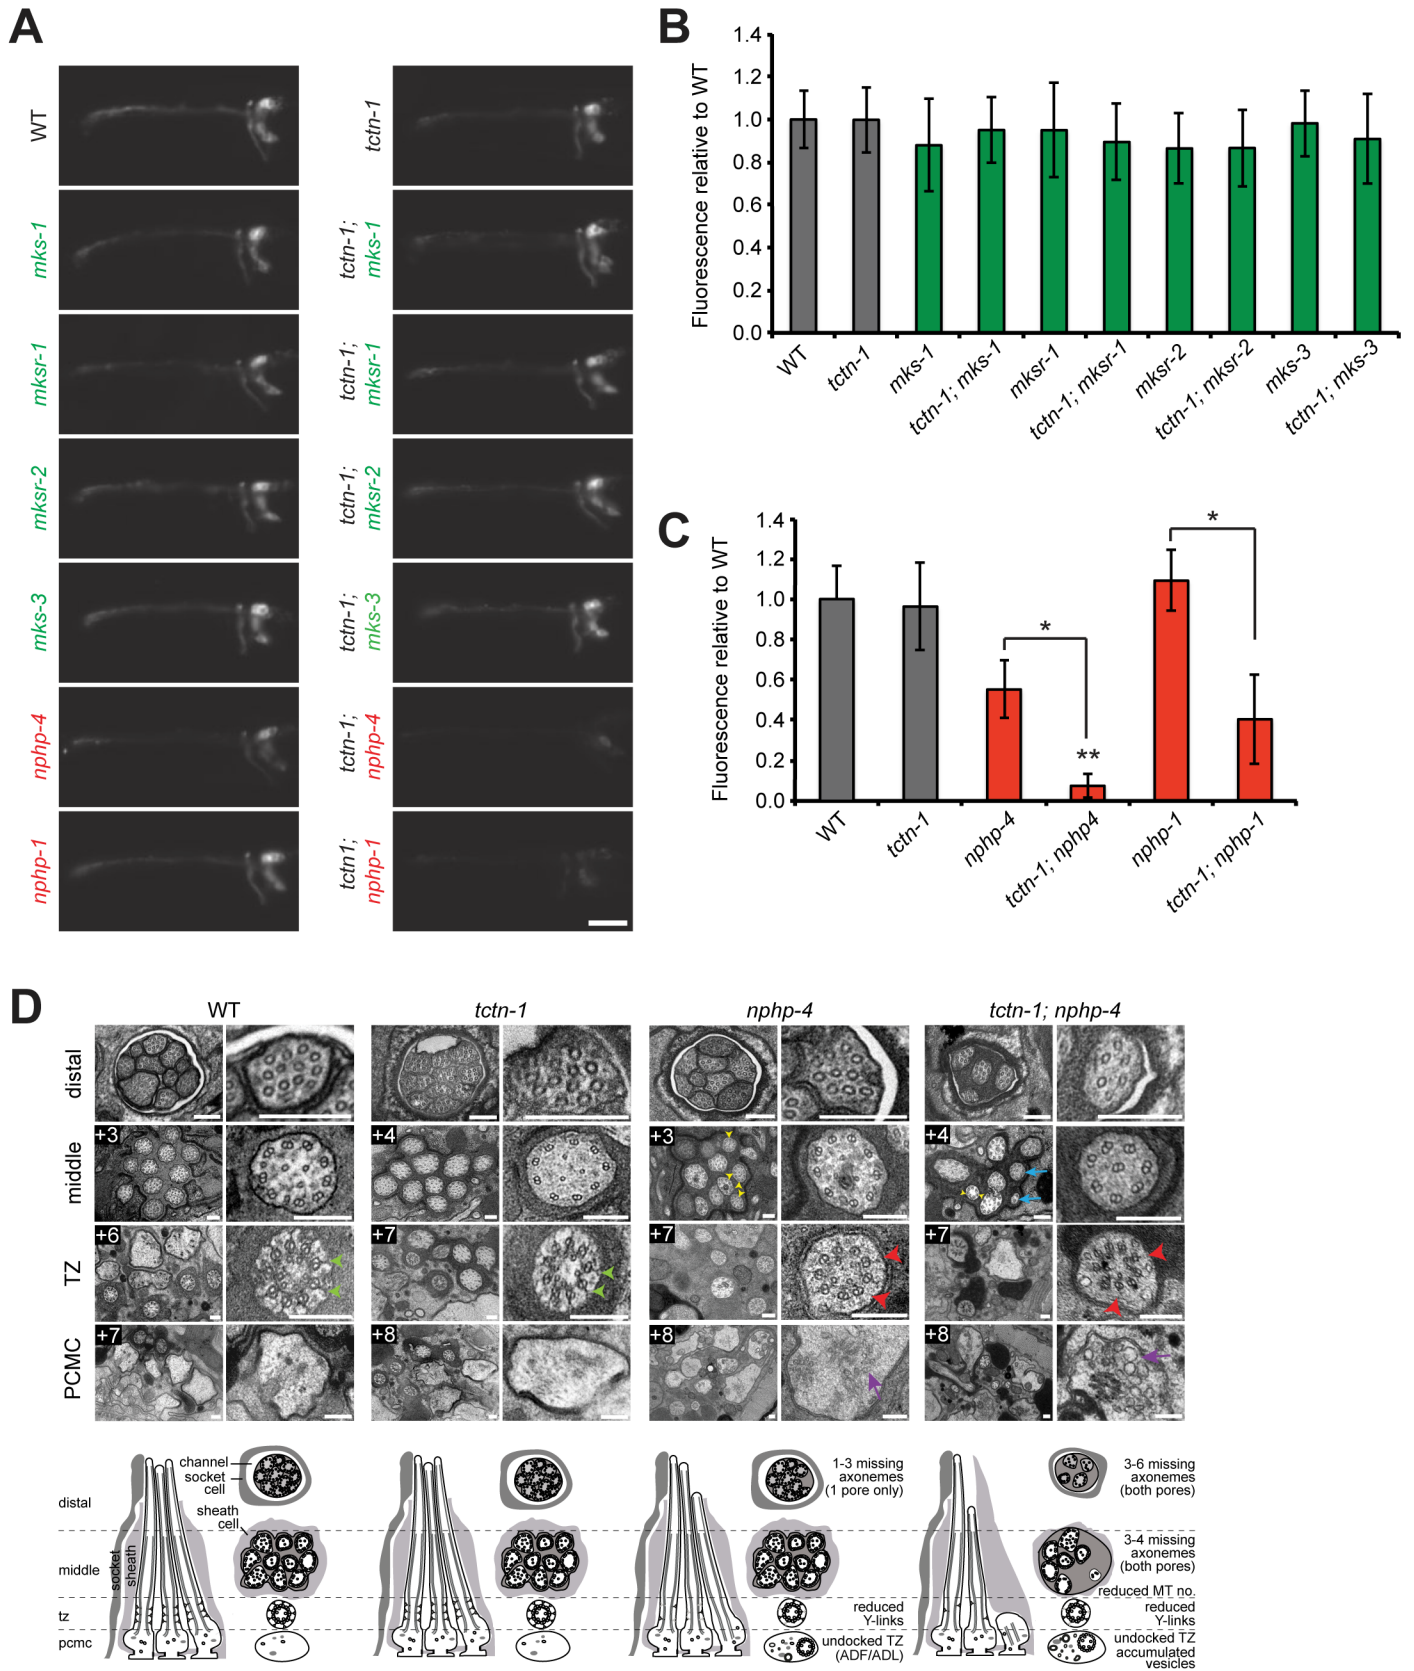 A
WT
tctn-1
mks-1
tctn-1;
mks-1
mksr-1
tctn-1;
mksr-1
mksr-2
tctn-1;
mksr-2
mks-3
tctn-1;
mks-3
nphp-4
tctn-1;
nphp-4
nphp-1
tctn1;
nphp-1
B
Fluorescence relative to WT
1.4
1.2
1.0
0.8
0.6
0.4
0.2
0.0
WT
tctn-1
mks-1
tctn-1; mks-1
mksr-1
tctn-1; mksr-1
mksr-2
tctn-1; mksr-2
mks-3
tctn-1; mks-3
C
Fluorescence relative to WT
1.4
1.2
1.0
0.8
0.6
0.4
0.2
0.0
*
**
*
WT
tctn-1
nphp-4
tctn-1; nphp4
nphp-1
tctn-1; nphp-1
D
WT
tctn-1
nphp-4
tctn-1; nphp-4
distal
middle
+3
+4
+3
+4
TZ
+6
+7
+7
+7
PCMC
+7
+8
+8
+8
distal
middle
tz
pcmc
channel
socket
cell
sheath
cell
socket
sheath
1-3 missing
axonemes
(1 pore only)
reduced
Y-links
undocked TZ
(ADF/ADL)
3-6 missing
axonemes
(both pores)
3-4 missing
axonemes
(both pores)
reduced MT no.
reduced
Y-links
undocked TZ
accumulated
vesicles